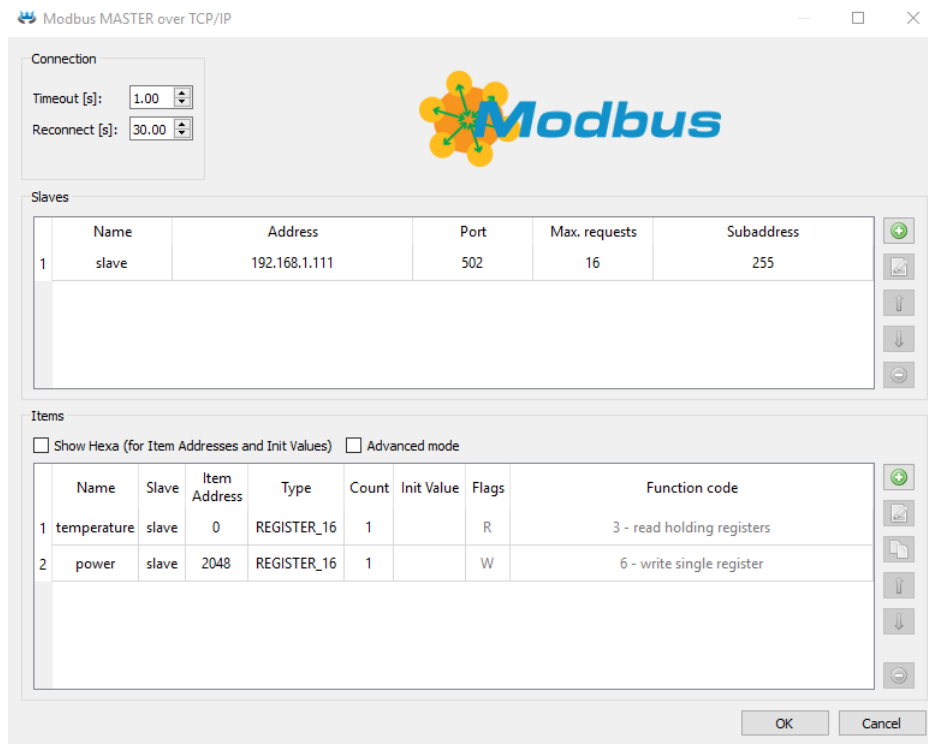 Modbus MASTER over TCP/IP
Connection
Timeout [s]: 1.00
Reconnect [s]: 30.00
Modbus
Slaves
Name Address Port Max. requests Subaddress
1 slave 192.168.1.111 502 16 255
Items
Show Hexa (for Item Addresses and Init Values) Advanced mode
Name Slave Item Address Type Count Init Value Flags Function code
1 temperature slave 0 REGISTER_16 1 R 3 - read holding registers
2 power slave 2048 REGISTER_16 1 W 6 - write single register
OK Cancel